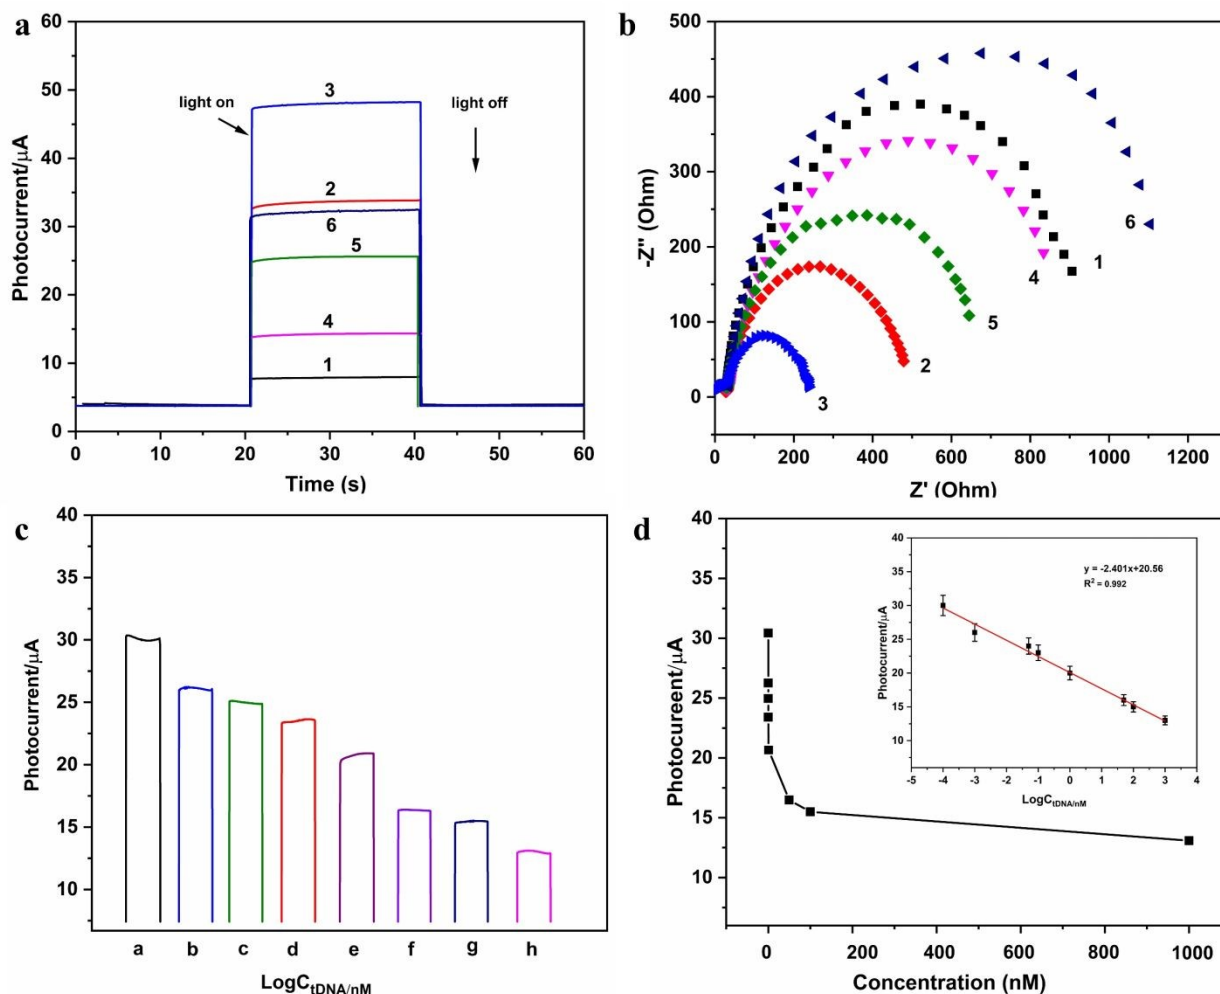 a
60
50
40
30
20
10
0
Photocurrent/μA
light on
light off
3
2
6
5
4
1
0 10 20 30 40 50 60
Time (s)
b
500
400
300
200
100
0
-Z" (Ohm)
6
1
4
5
2
3
0 200 400 600 800 1000 1200
Z' (Ohm)
c
40
35
30
25
20
15
10
Photocurrent/μA
a b c d e f g h
LogCtDNA/nM
d
40
35
30
25
20
15
10
Photocurrent/μA
0 200 400 600 800 1000
Concentration (nM)
40
35
30
25
20
15
10
Photocureent/μA
y = -2.401x+20.56
R² = 0.992
-5 -4 -3 -2 -1 0 1 2 3 4
LogCtDNA/nM